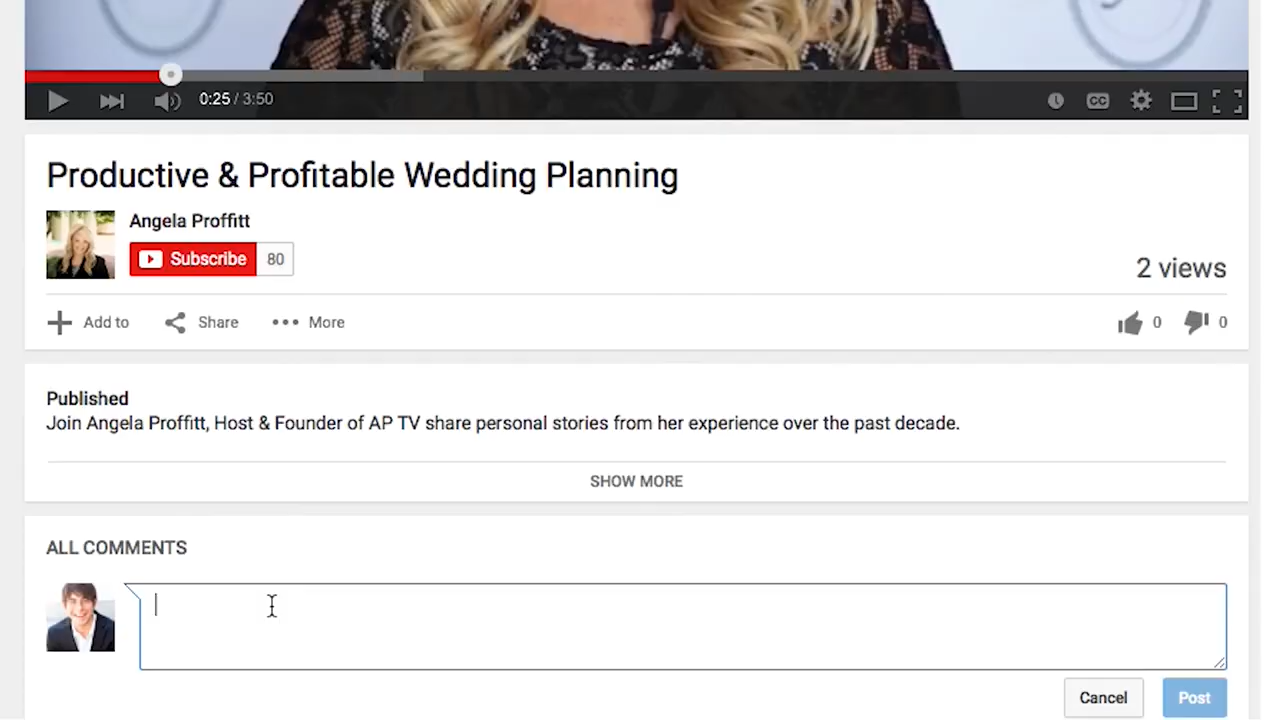 0:25 / 3:50
CC
Productive & Profitable Wedding Planning
Angela Proffitt
Subscribe 80
2 views
Add to Share More 0 0
Published
Join Angela Proffitt, Host & Founder of AP TV share personal stories from her experience over the past decade.
SHOW MORE
ALL COMMENTS
Cancel Post